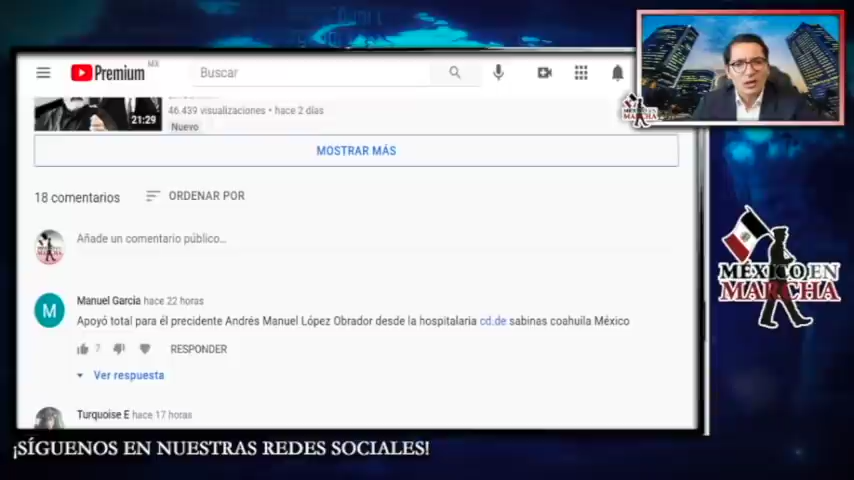 Premium MX
Buscar
21:29
46.439 visualizaciones • hace 2 días
Nuevo
MOSTRAR MÁS
18 comentarios
ORDENAR POR
Añade un comentario público...
M
Manuel Garcia hace 22 horas
Apoyó total para él precidente Andrés Manuel López Obrador desde la hospitalaria cd.de sabinas coahuila México
7
RESPONDER
Ver respuesta
Turquoise E hace 17 horas
MÉXICO EN
MARCHA
MÉXICO EN
MARCHA
¡SÍGUENOS EN NUESTRAS REDES SOCIALES!